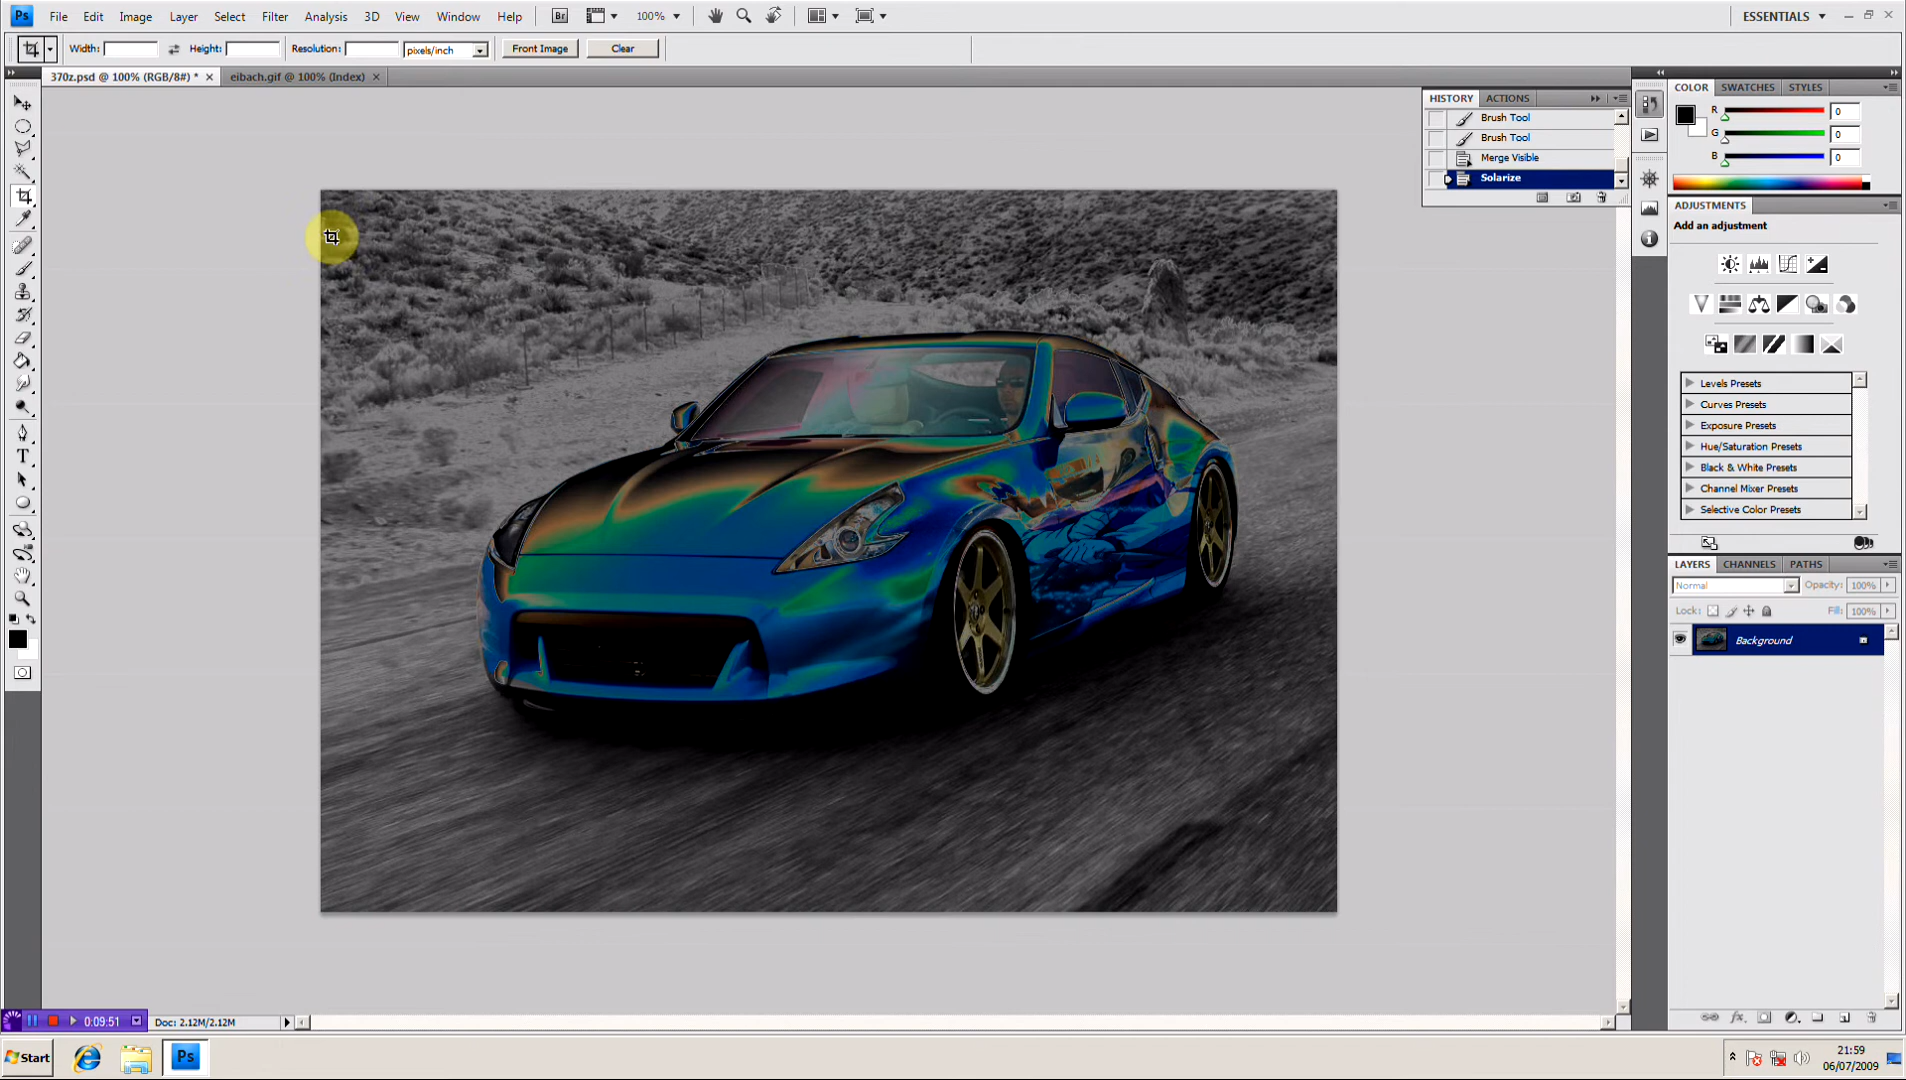 Ps File Edit Image Layer Select Filter Analysis 3D View Window Help Br 100% ESSENTIALS
Width: Height: Resolution: pixels/inch Front Image Clear
370z.psd @ 100% (RGB/8#) * eibach.gif @ 100% (Index)
HISTORY ACTIONS
Brush Tool
Brush Tool
Merge Visible
Solarize
COLOR SWATCHES STYLES
R 0
G 0
B 0
ADJUSTMENTS
Add an adjustment
Levels Presets
Curves Presets
Exposure Presets
Hue/Saturation Presets
Black & White Presets
Channel Mixer Presets
Selective Color Presets
LAYERS CHANNELS PATHS
Normal Opacity: 100%
Lock: Fill: 100%
Background
T
0:09:51 Doc: 2.12M/2.12M
Start Ps 21:59
06/07/2009